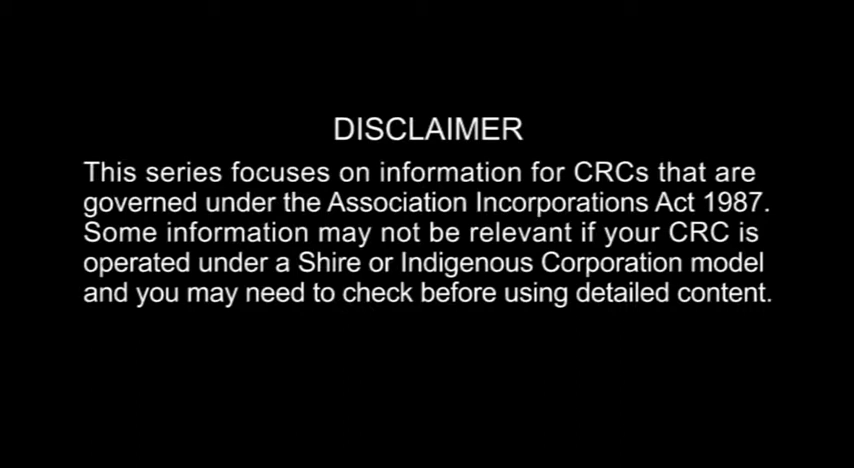 DISCLAIMER
This series focuses on information for CRCs that are
governed under the Association Incorporations Act 1987.
Some information may not be relevant if your CRC is
operated under a Shire or Indigenous Corporation model
and you may need to check before using detailed content.